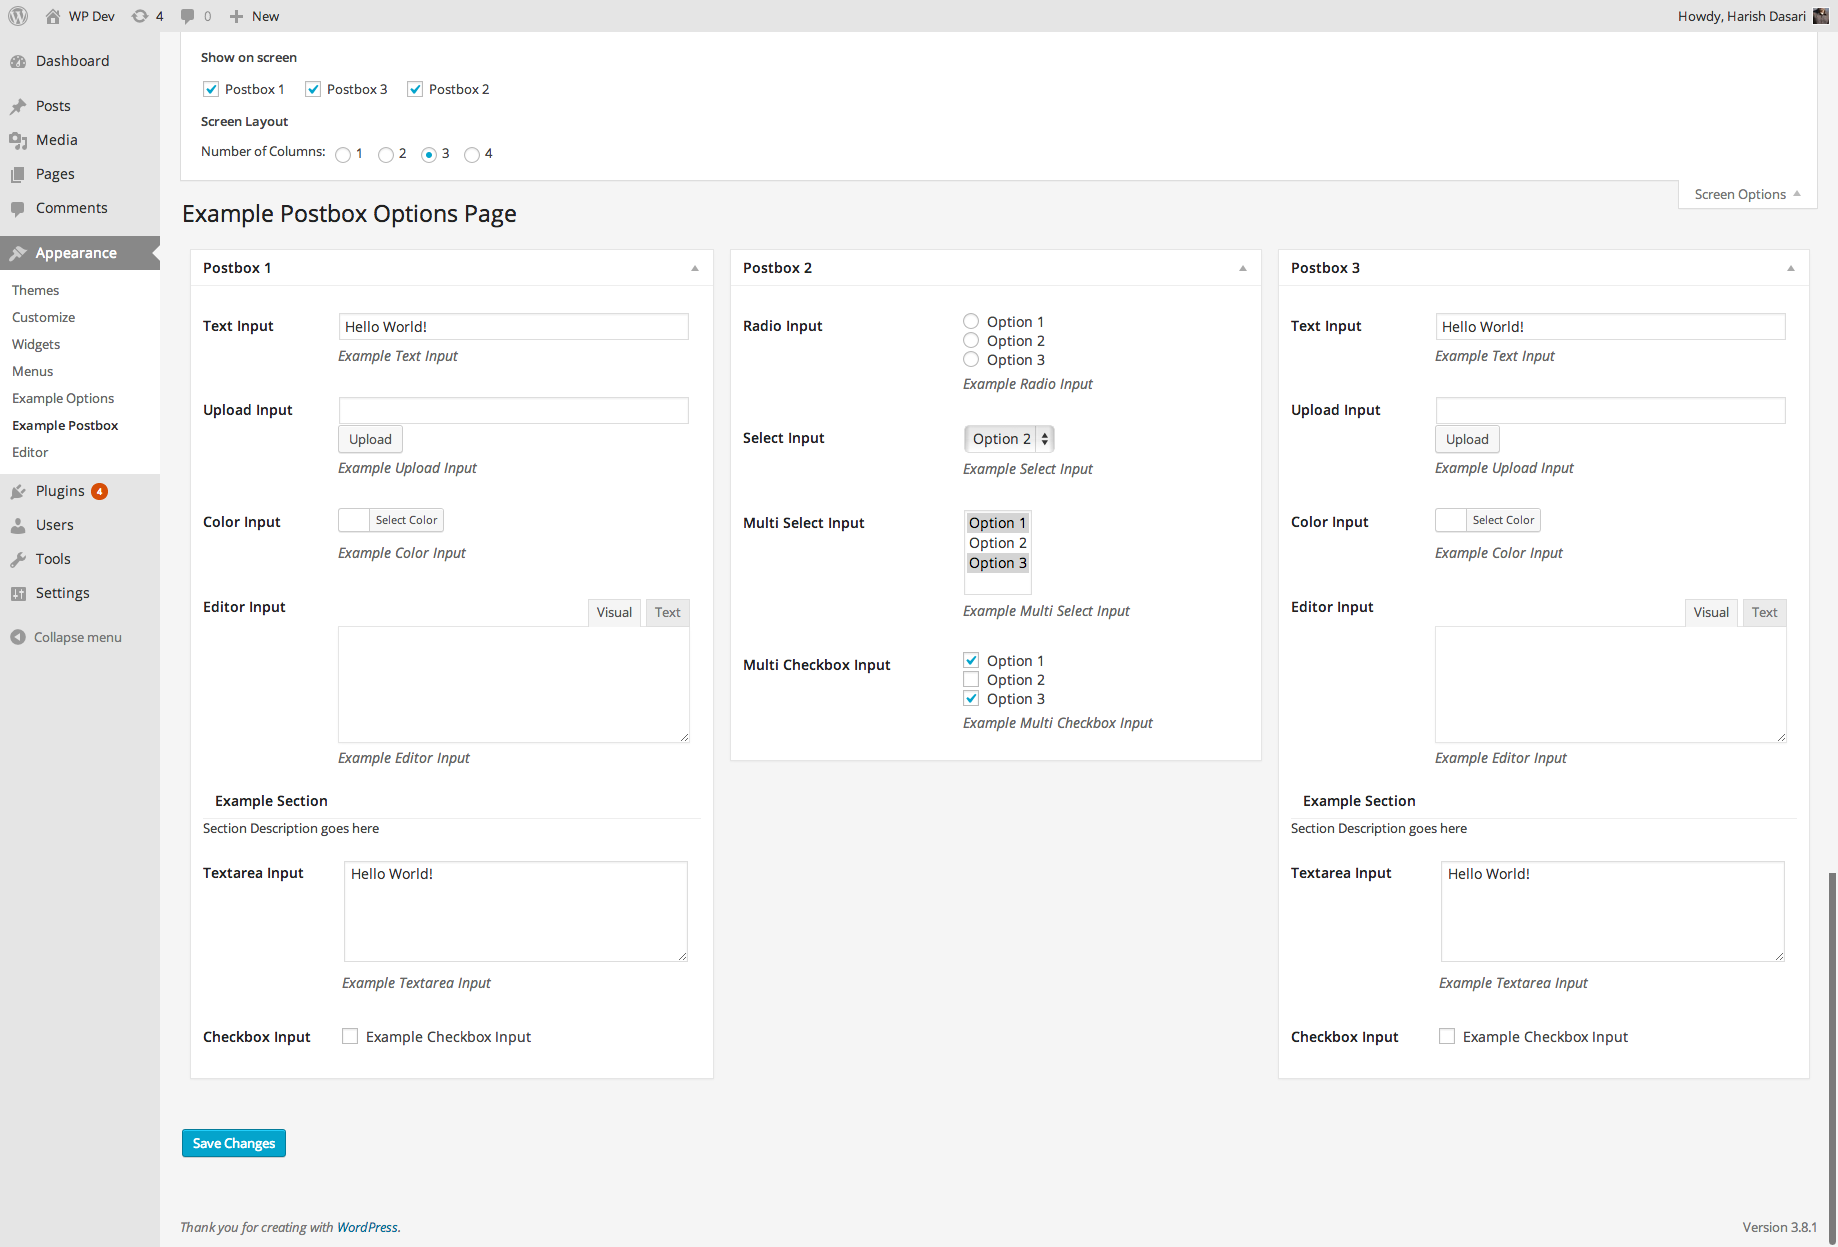 WP Dev 4 0 New Howdy, Harish Dasari
Dashboard
Posts
Media
Pages
Comments
Appearance
Themes
Customize
Widgets
Menus
Example Options
Example Postbox
Editor
Plugins 4
Users
Tools
Settings
Collapse menu
Show on screen
Postbox 1 Postbox 3 Postbox 2
Screen Layout
Number of Columns: 1 2 3 4
Screen Options
Example Postbox Options Page
Postbox 1
Text Input Hello World!
Example Text Input
Upload Input
Upload
Example Upload Input
Color Input Select Color
Example Color Input
Editor Input Visual Text
Example Editor Input
Example Section
Section Description goes here
Textarea Input Hello World!
Example Textarea Input
Checkbox Input Example Checkbox Input
Postbox 2
Radio Input Option 1
Option 2
Option 3
Example Radio Input
Select Input Option 2
Example Select Input
Multi Select Input Option 1
Option 2
Option 3
Example Multi Select Input
Multi Checkbox Input Option 1
Option 2
Option 3
Example Multi Checkbox Input
Postbox 3
Text Input Hello World!
Example Text Input
Upload Input
Upload
Example Upload Input
Color Input Select Color
Example Color Input
Editor Input Visual Text
Example Editor Input
Example Section
Section Description goes here
Textarea Input Hello World!
Example Textarea Input
Checkbox Input Example Checkbox Input
Save Changes
Thank you for creating with WordPress. Version 3.8.1